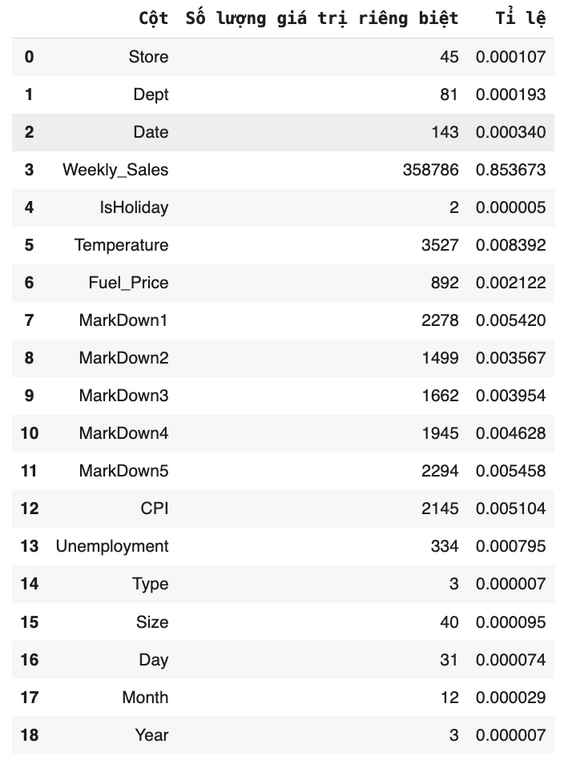 Cột Số lượng giá trị riêng biệt Tỉ lệ
0 Store 45 0.000107
1 Dept 81 0.000193
2 Date 143 0.000340
3 Weekly_Sales 358786 0.853673
4 IsHoliday 2 0.000005
5 Temperature 3527 0.008392
6 Fuel_Price 892 0.002122
7 MarkDown1 2278 0.005420
8 MarkDown2 1499 0.003567
9 MarkDown3 1662 0.003954
10 MarkDown4 1945 0.004628
11 MarkDown5 2294 0.005458
12 CPI 2145 0.005104
13 Unemployment 334 0.000795
14 Type 3 0.000007
15 Size 40 0.000095
16 Day 31 0.000074
17 Month 12 0.000029
18 Year 3 0.000007